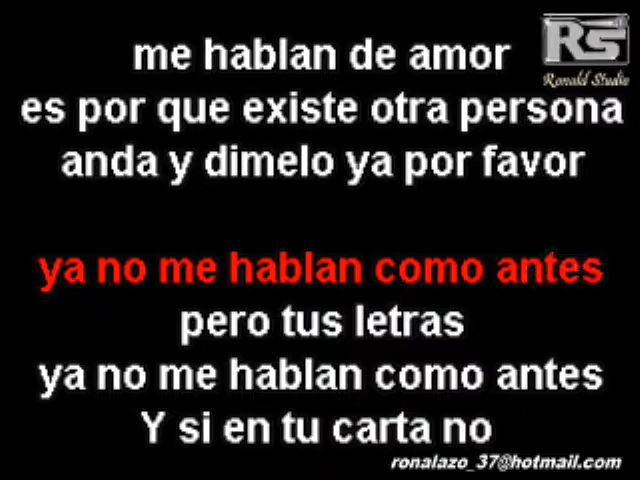 RS
Ronald Studio
me hablan de amor
es por que existe otra persona
anda y dimelo ya por favor
ya no me hablan como antes
pero tus letras
ya no me hablan como antes
Y si en tu carta no
ronalazo_37@hotmail.com